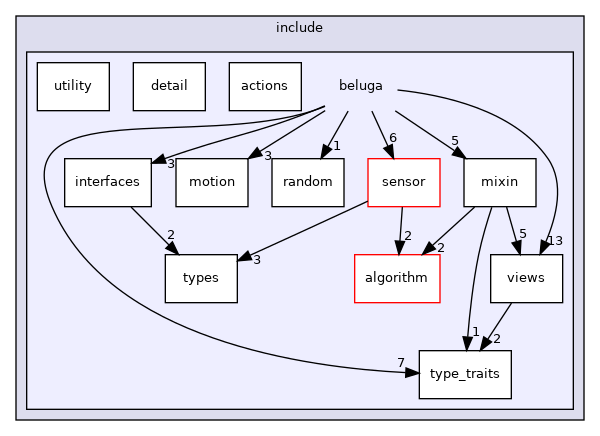 include
utility
detail
actions
beluga
6
5
1
3
3
interfaces
motion
random
sensor
mixin
2
2
2
5
13
3
types
algorithm
views
1
2
7
type_traits